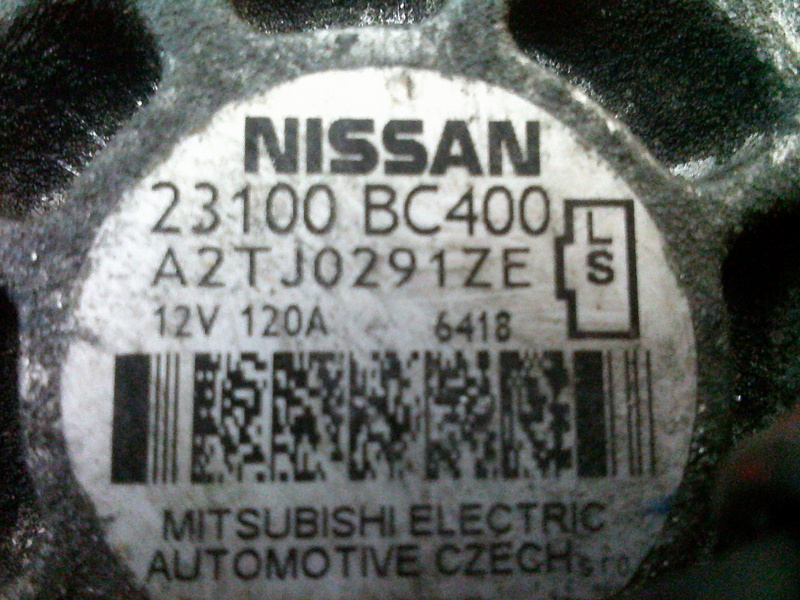 NISSAN
23100 BC400
A2TJ0291ZE
L
S
12V 120A 6418
MITSUBISHI ELECTRIC
AUTOMOTIVE CZECH s.r.o